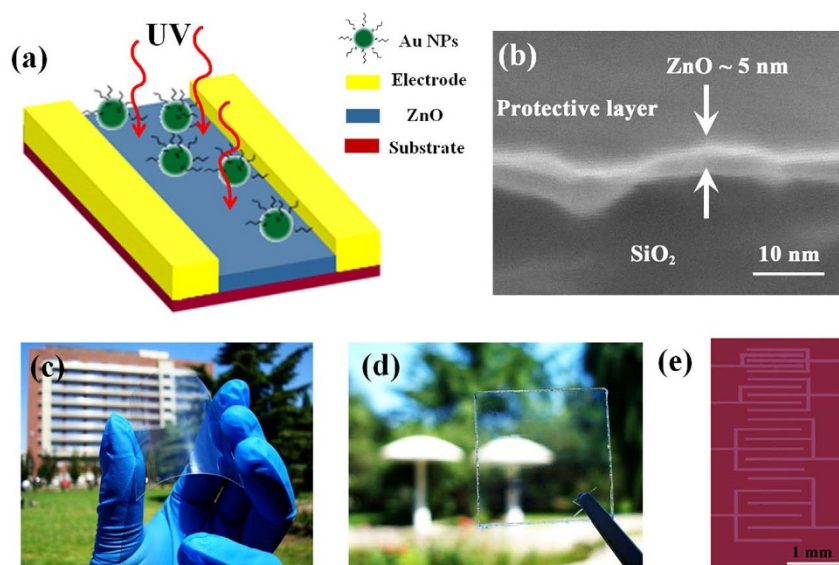 (a)
UV
Au NPs
Electrode
ZnO
Substrate
(b)
ZnO ~ 5 nm
Protective layer
SiO₂
10 nm
(c)
(d)
(e)
1 mm